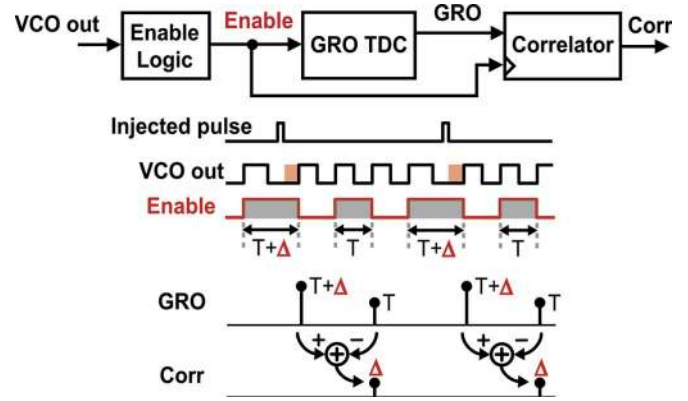 VCO out
Enable Logic
Enable
GRO TDC
GRO
Correlator
Corr
Injected pulse
VCO out
Enable
T+Δ
T
T+Δ
T
GRO
T+Δ
T
T+Δ
T
+
−
+
−
+
+
Corr
Δ
Δ